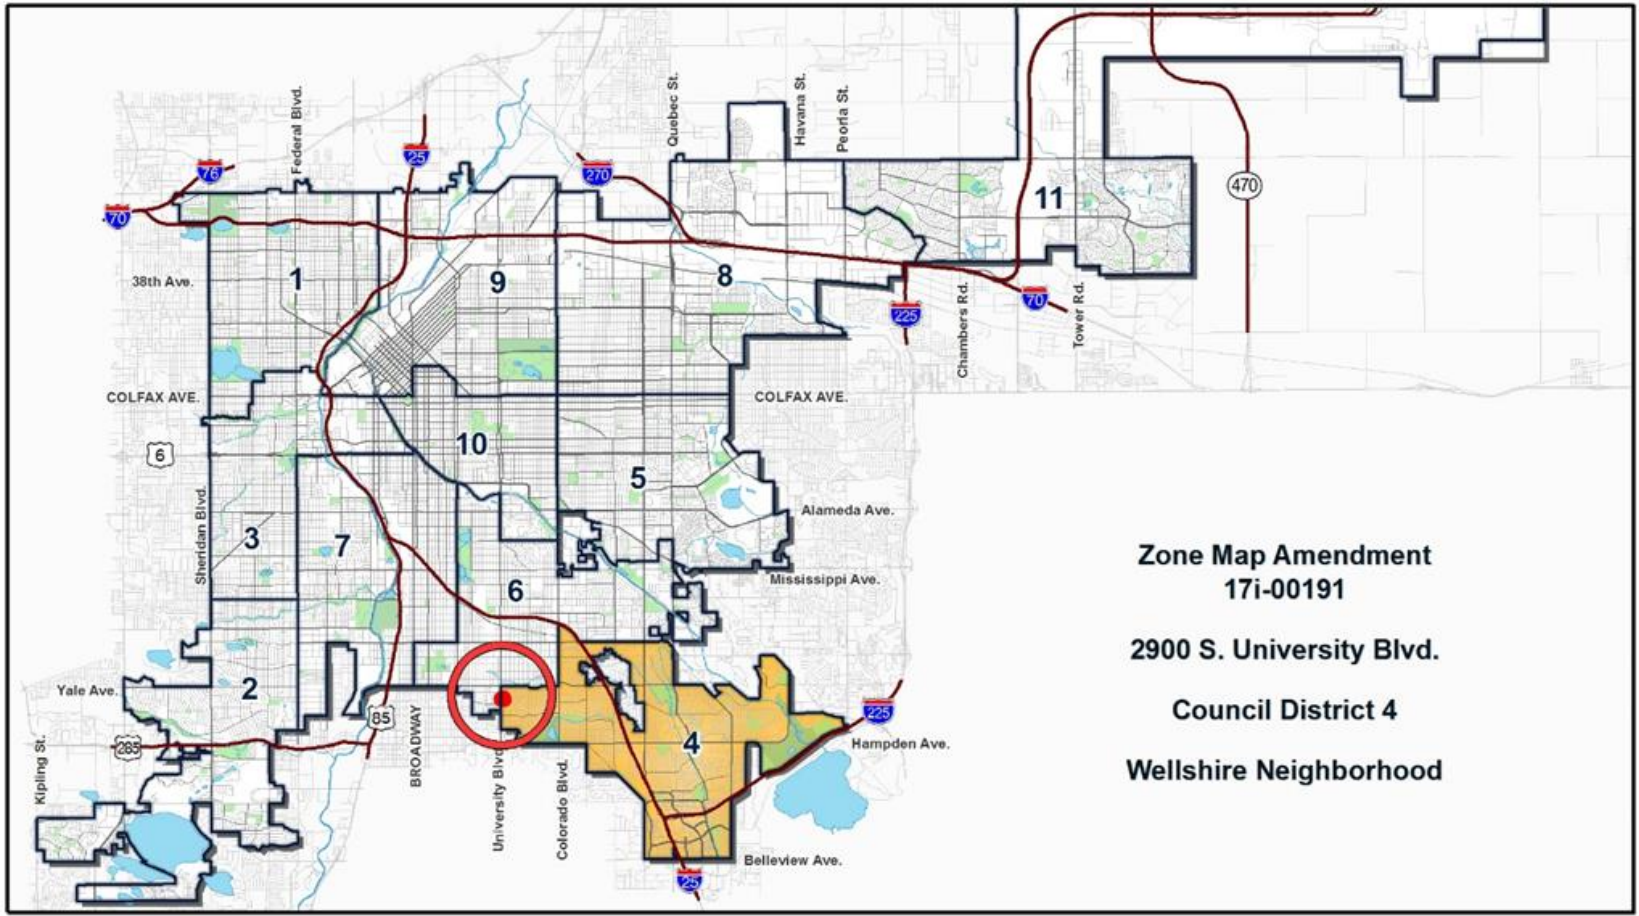 Quebec St.
Havana St.
Peoria St.
Federal Blvd.
25
76
270
470
70
11
1
9
8
38th Ave.
225
70
Chambers Rd.
Tower Rd.
COLFAX AVE.
COLFAX AVE.
6
10
5
Sheridan Blvd.
Alameda Ave.
3
7
Mississippi Ave.
6
Zone Map Amendment
17i-00191
2900 S. University Blvd.
Council District 4
Wellshire Neighborhood
Yale Ave.
2
85
225
285
BROADWAY
4
Hampden Ave.
Kipling St.
University Blvd
Colorado Blvd.
Belleview Ave.
25